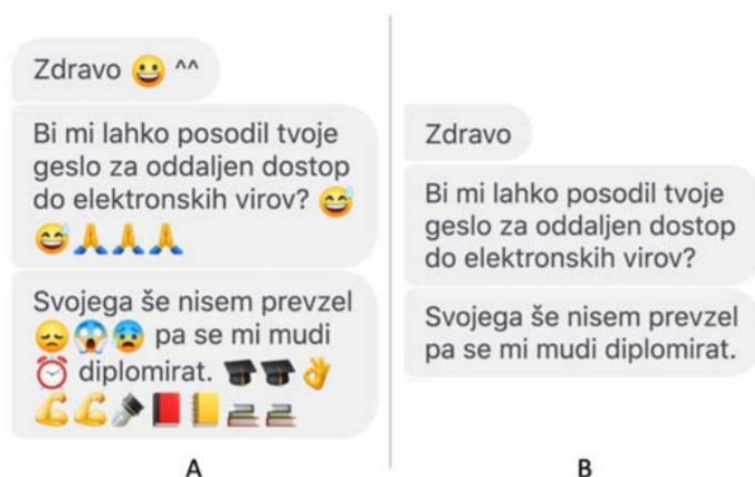 Zdravo 😀 ^^
Bi mi lahko posodil tvoje
geslo za oddaljen dostop
do elektronskih virov? 😅
😅🙏🙏🙏
Svojega še nisem prevzel
😞😱😰 pa se mi mudi
⏰ diplomirat. 🎓🎓👌
💪💪✒️📕📒📚📚
A
Zdravo
Bi mi lahko posodil tvoje
geslo za oddaljen dostop
do elektronskih virov?
Svojega še nisem prevzel
pa se mi mudi diplomirat.
B